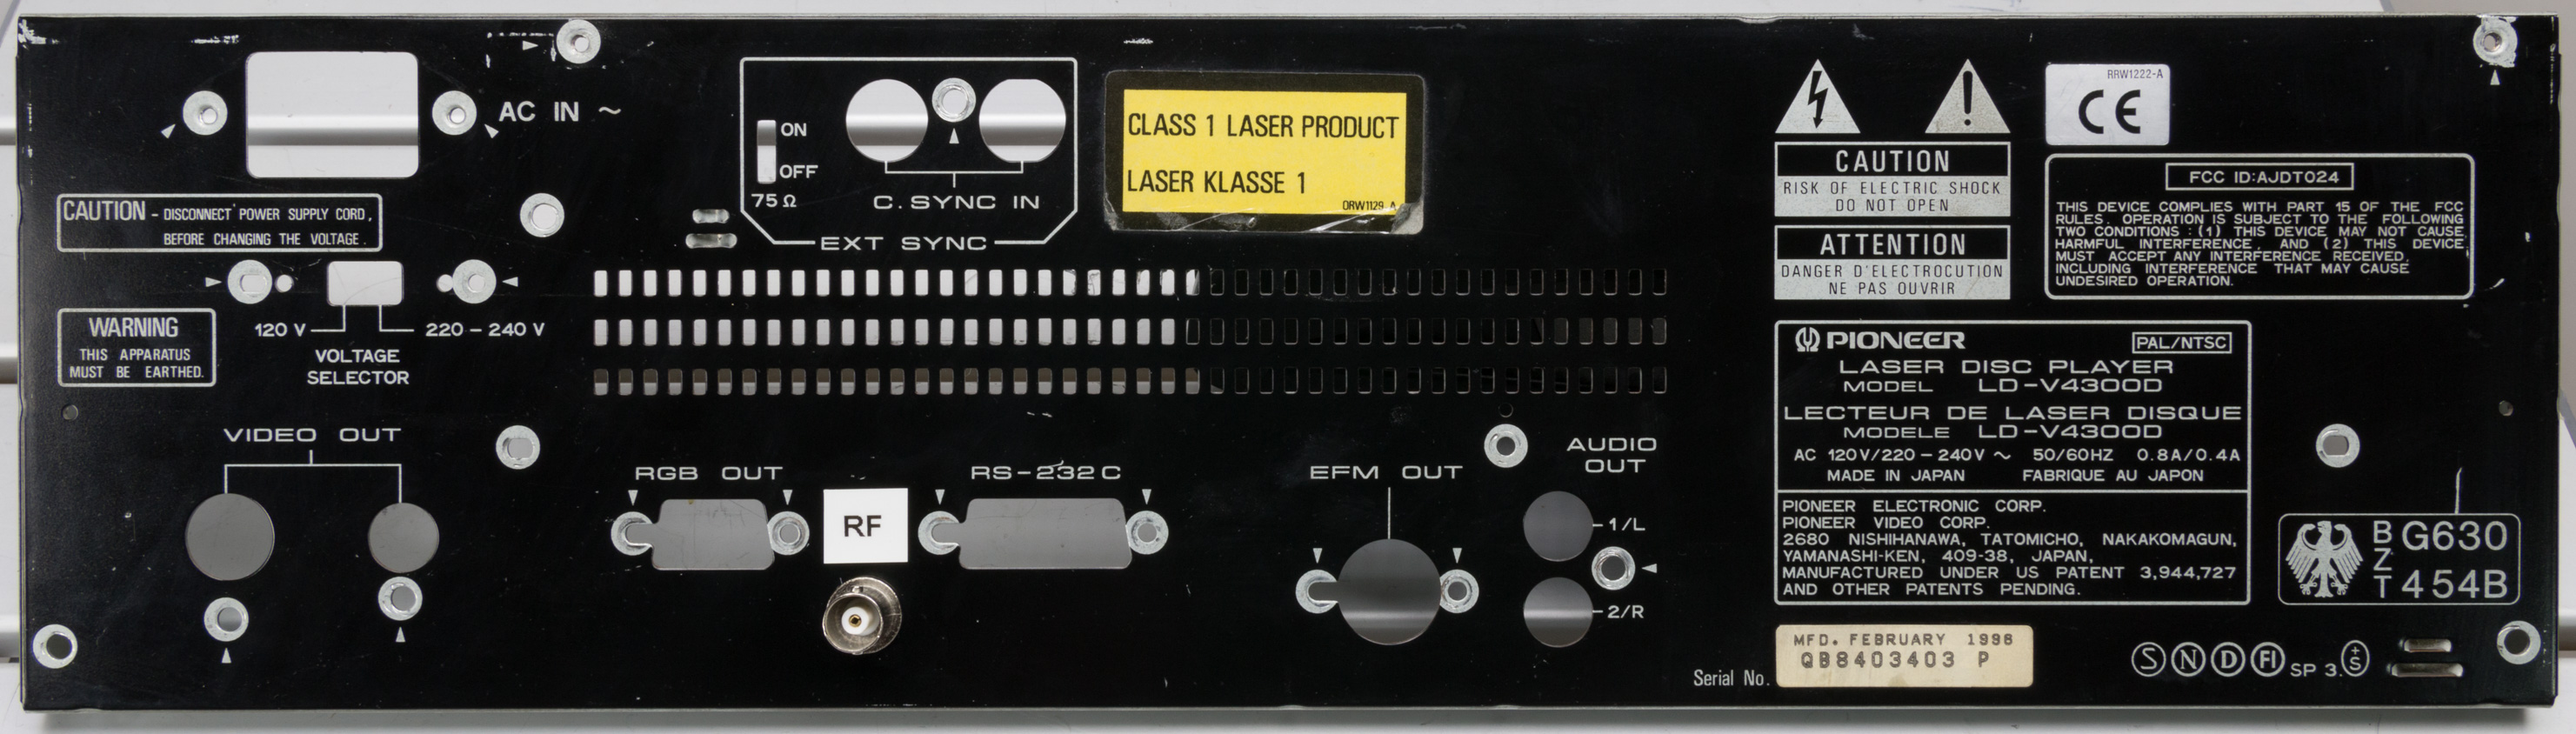 AC IN ~
CAUTION - DISCONNECT POWER SUPPLY CORD,
BEFORE CHANGING THE VOLTAGE.
120 V
220 - 240 V
VOLTAGE
SELECTOR
WARNING
THIS APPARATUS
MUST BE EARTHED.
VIDEO OUT
ON
OFF
75 Ω
C. SYNC IN
EXT SYNC
CLASS 1 LASER PRODUCT
LASER KLASSE 1
ORW1129-A
RGB OUT
RF
RS-232C
EFM OUT
AUDIO
OUT
1/L
2/R
CAUTION
RISK OF ELECTRIC SHOCK
DO NOT OPEN
ATTENTION
DANGER D'ELECTROCUTION
NE PAS OUVRIR
RRW1222-A
CE
FCC ID:AJDT024
THIS DEVICE COMPLIES WITH PART 15 OF THE FCC
RULES. OPERATION IS SUBJECT TO THE FOLLOWING
TWO CONDITIONS : (1) THIS DEVICE MAY NOT CAUSE
HARMFUL INTERFERENCE, AND (2) THIS DEVICE
MUST ACCEPT ANY INTERFERENCE RECEIVED,
INCLUDING INTERFERENCE THAT MAY CAUSE
UNDESIRED OPERATION.
PIONEER
PAL/NTSC
LASER DISC PLAYER
MODEL LD-V4300D
LECTEUR DE LASER DISQUE
MODELE LD-V4300D
AC 120V/220 - 240V ~ 50/60HZ 0.8A/0.4A
MADE IN JAPAN FABRIQUE AU JAPON
PIONEER ELECTRONIC CORP.
PIONEER VIDEO CORP.
2680 NISHIHANAWA, TATOMICHO, NAKAKOMAGUN,
YAMANASHI-KEN, 409-38, JAPAN,
MANUFACTURED UNDER US PATENT 3,944,727
AND OTHER PATENTS PENDING.
BZT
G630
454B
Serial No.
MFD. FEBRUARY 1996
QB8403403 P
S N D FI SP 3. +S